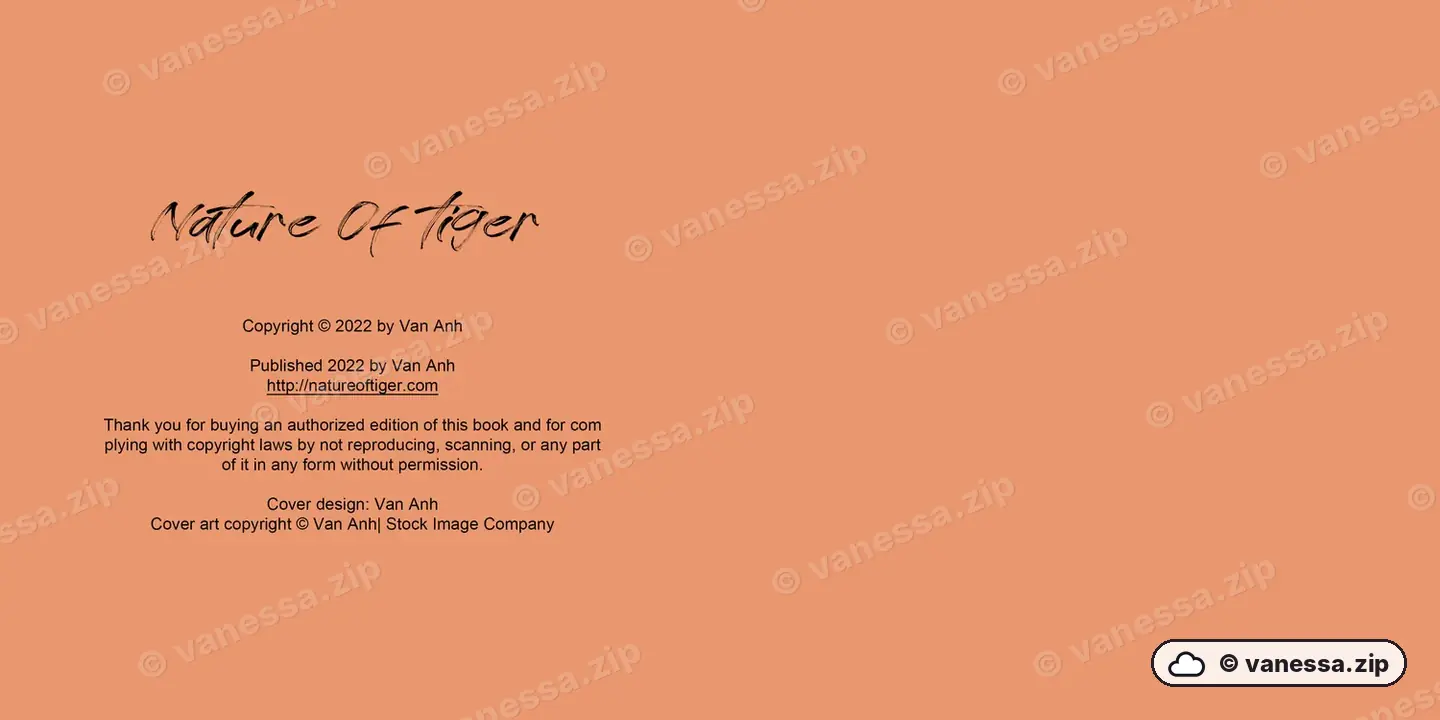 Nature Of tiger
Copyright © 2022 by Van Anh
Published 2022 by Van Anh
http://natureoftiger.com
Thank you for buying an authorized edition of this book and for com
plying with copyright laws by not reproducing, scanning, or any part
of it in any form without permission.
Cover design: Van Anh
Cover art copyright © Van Anh| Stock Image Company
© vanessa.zip